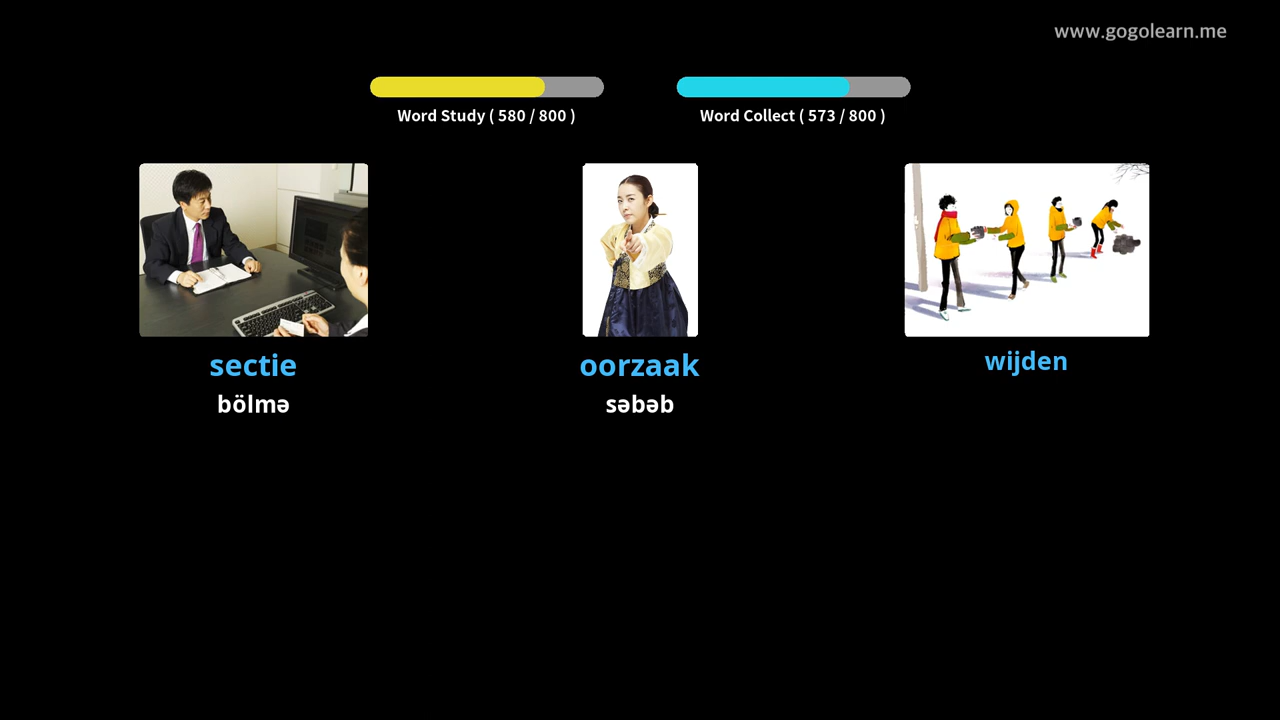 www.gogolearn.me
Word Study ( 580 / 800 )
Word Collect ( 573 / 800 )
sectie
bölmə
oorzaak
səbəb
wijden